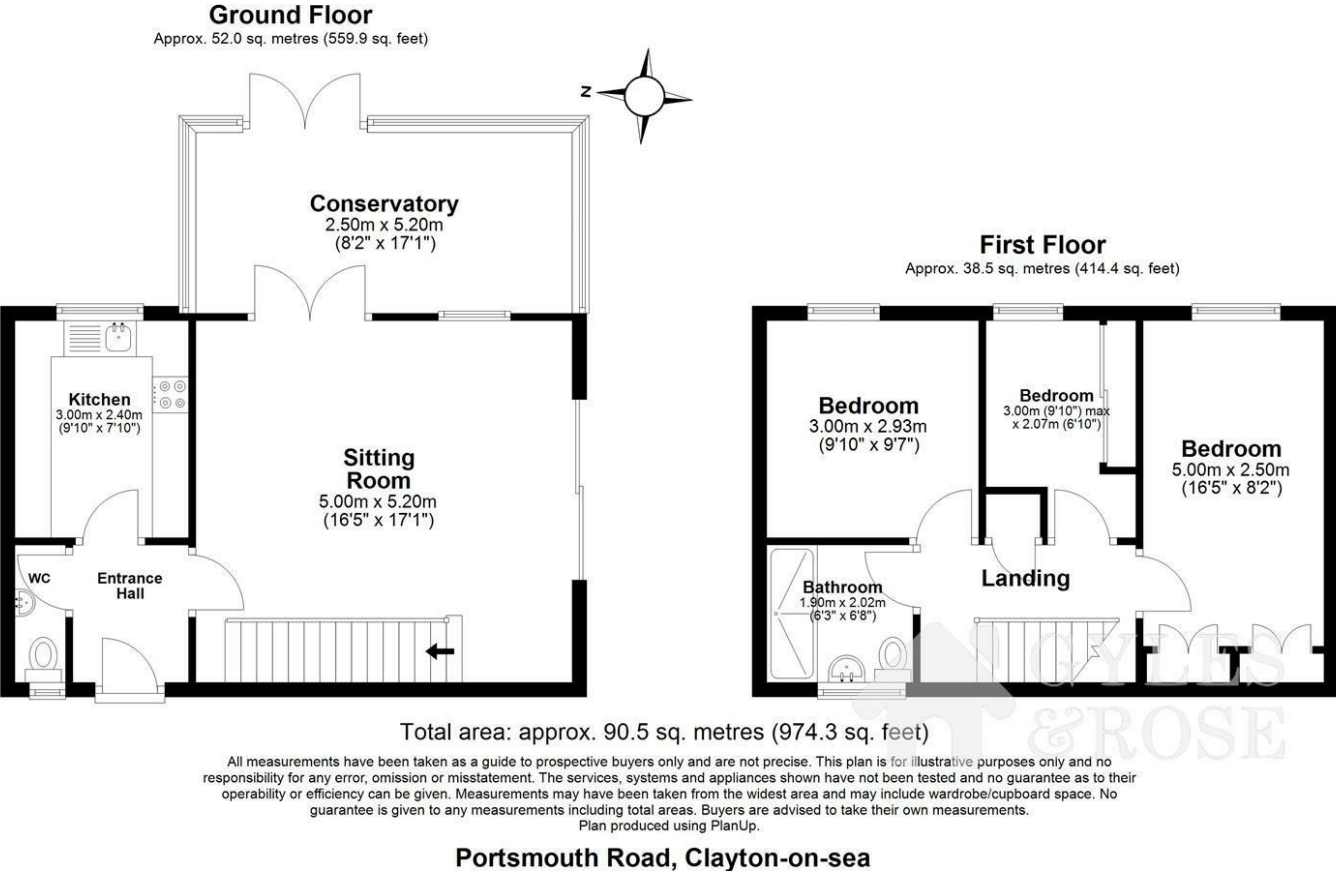 Ground Floor
Approx. 52.0 sq. metres (559.9 sq. feet)
Z
Conservatory
2.50m x 5.20m
(8'2" x 17'1")
First Floor
Approx. 38.5 sq. metres (414.4 sq. feet)
Kitchen
3.00m x 2.40m
(9'10" x 7'10")
Sitting
Room
5.00m x 5.20m
(16'5" x 17'1")
WC
Entrance
Hall
Bedroom
3.00m x 2.93m
(9'10" x 9'7")
Bedroom
3.00m (9'10") max
x 2.07m (6'10")
Bedroom
5.00m x 2.50m
(16'5" x 8'2")
Bathroom
1.90m x 2.02m
(6'3" x 6'8")
Landing
GYLES
&ROSE
Total area: approx. 90.5 sq. metres (974.3 sq. feet)
All measurements have been taken as a guide to prospective buyers only and are not precise. This plan is for illustrative purposes only and no
responsibility for any error, omission or misstatement. The services, systems and appliances shown have not been tested and no guarantee as to their
operability or efficiency can be given. Measurements may have been taken from the widest area and may include wardrobe/cupboard space. No
guarantee is given to any measurements including total areas. Buyers are advised to take their own measurements.
Plan produced using PlanUp.
Portsmouth Road, Clayton-on-sea